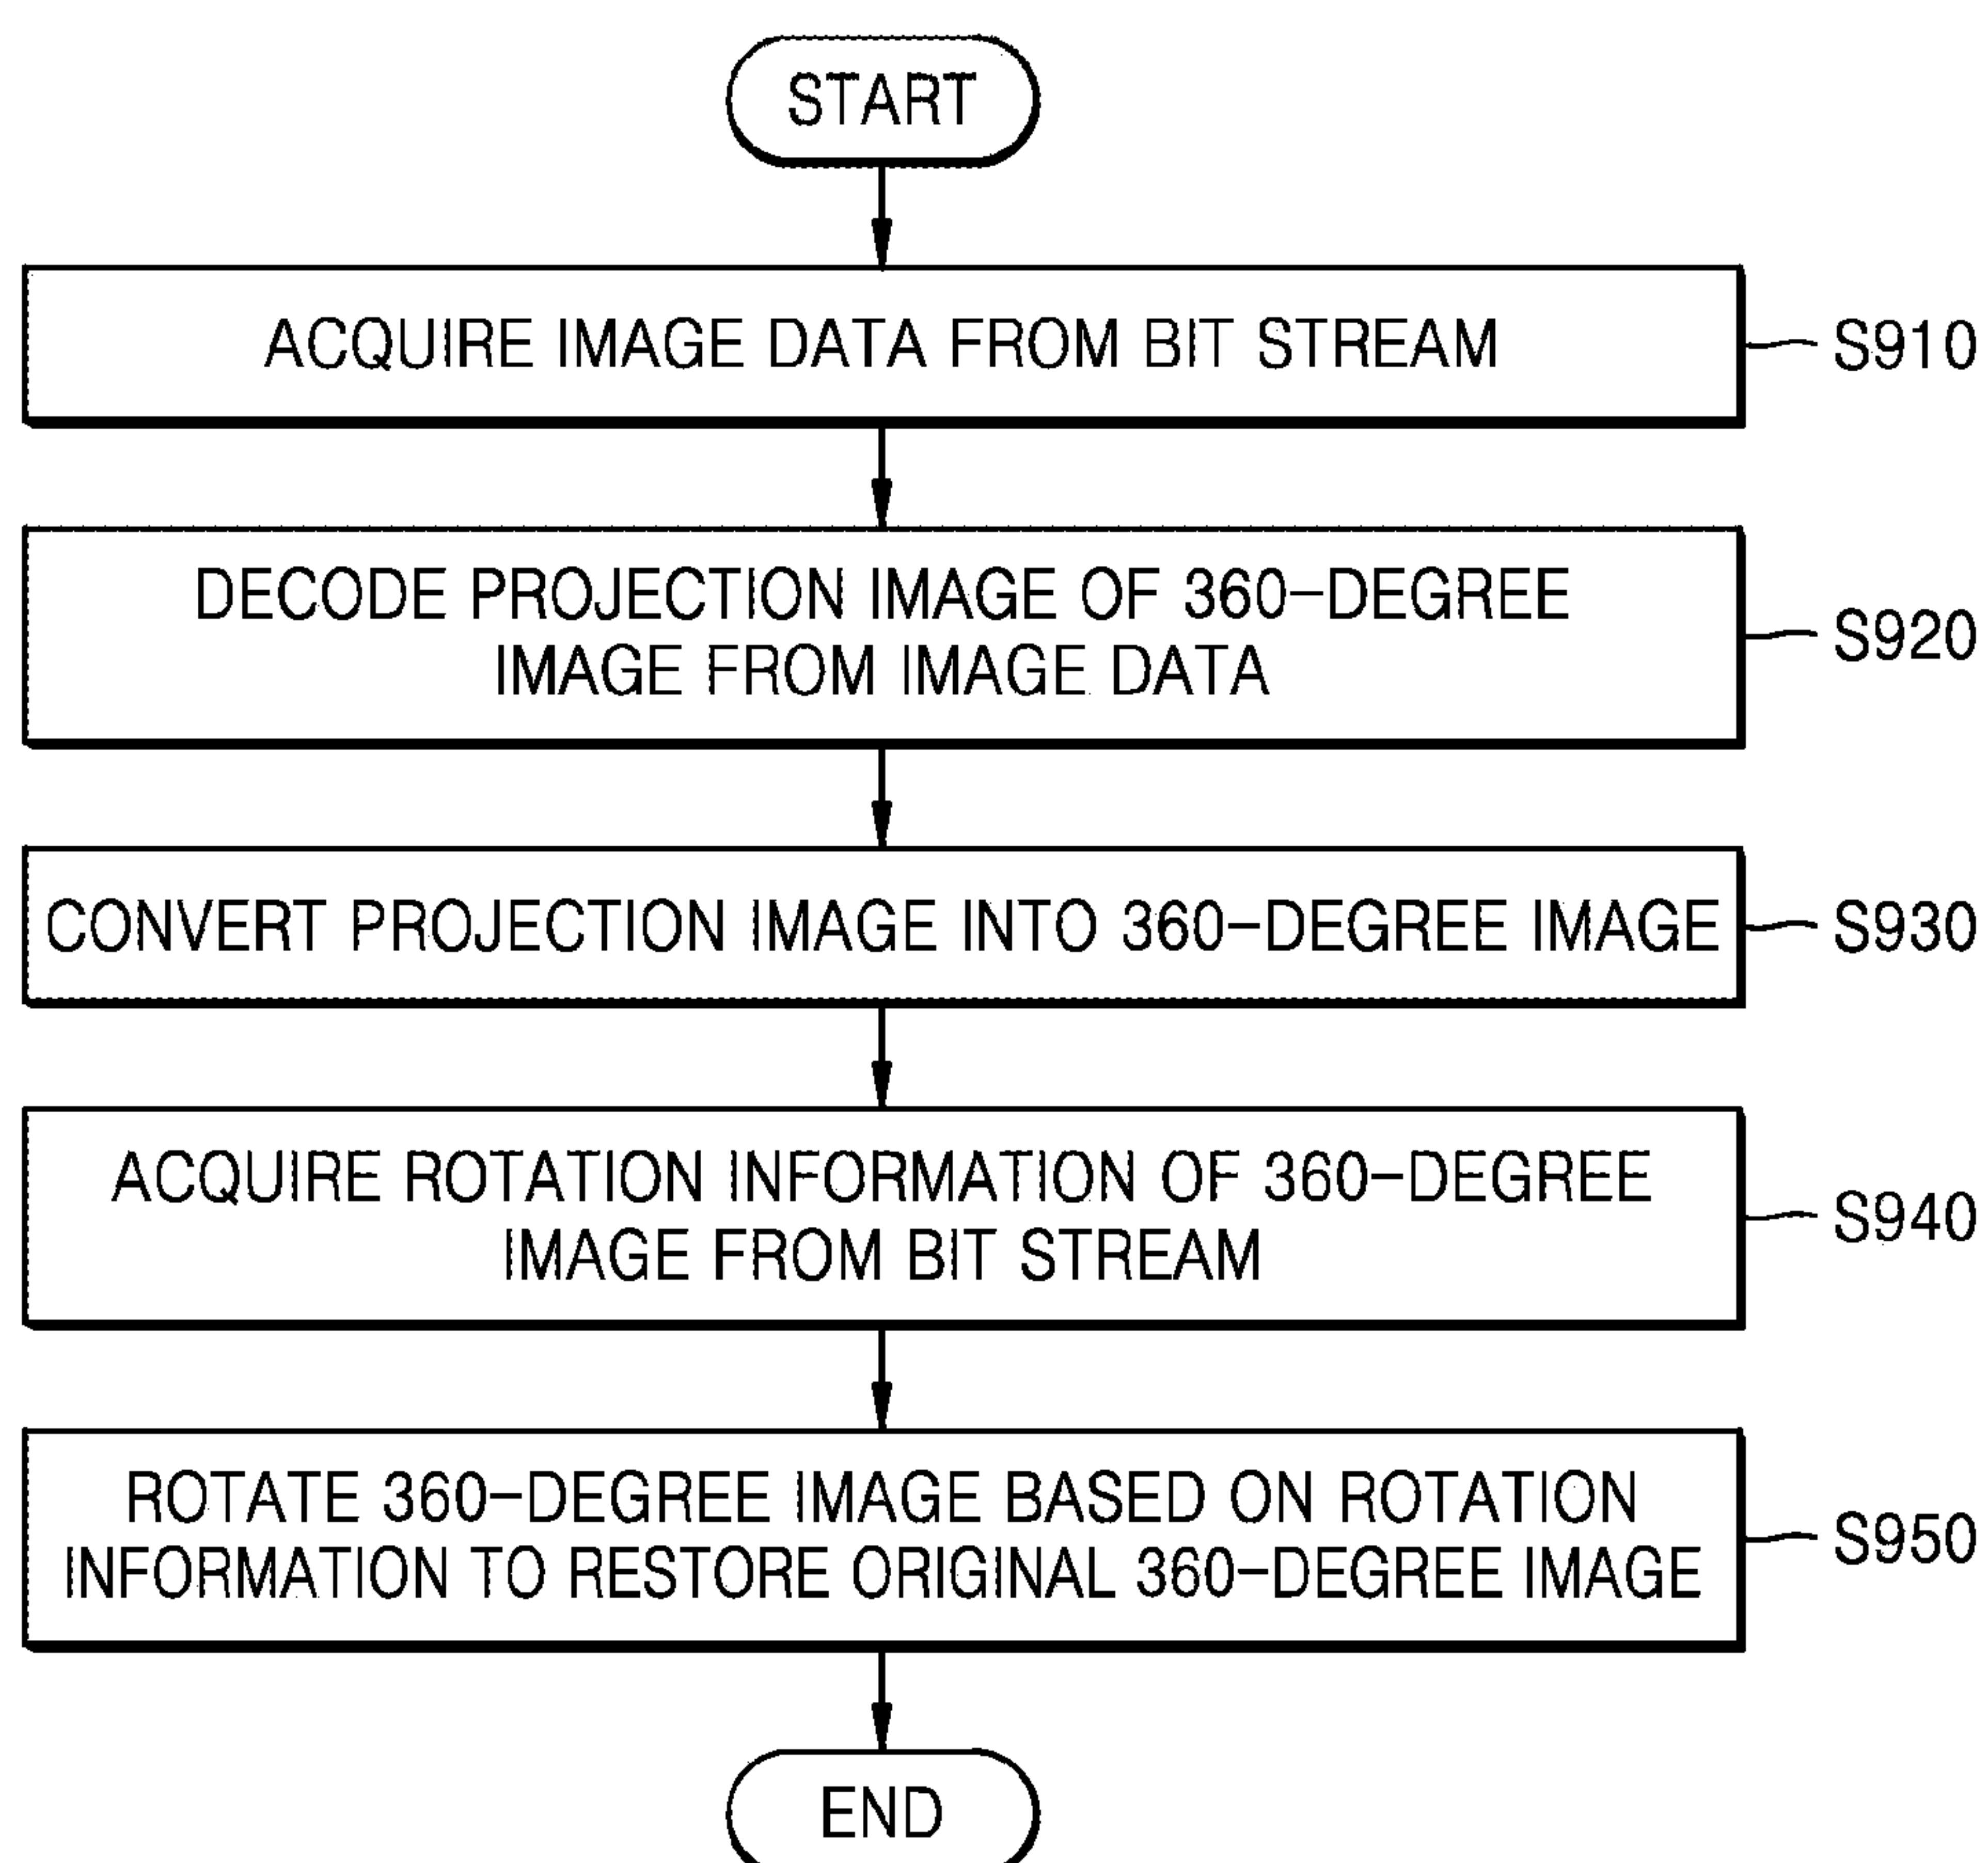 START
ACQUIRE IMAGE DATA FROM BIT STREAM
S910
DECODE PROJECTION IMAGE OF 360-DEGREE
IMAGE FROM IMAGE DATA
S920
CONVERT PROJECTION IMAGE INTO 360-DEGREE IMAGE
S930
ACQUIRE ROTATION INFORMATION OF 360-DEGREE
IMAGE FROM BIT STREAM
S940
ROTATE 360-DEGREE IMAGE BASED ON ROTATION
INFORMATION TO RESTORE ORIGINAL 360-DEGREE IMAGE
S950
END